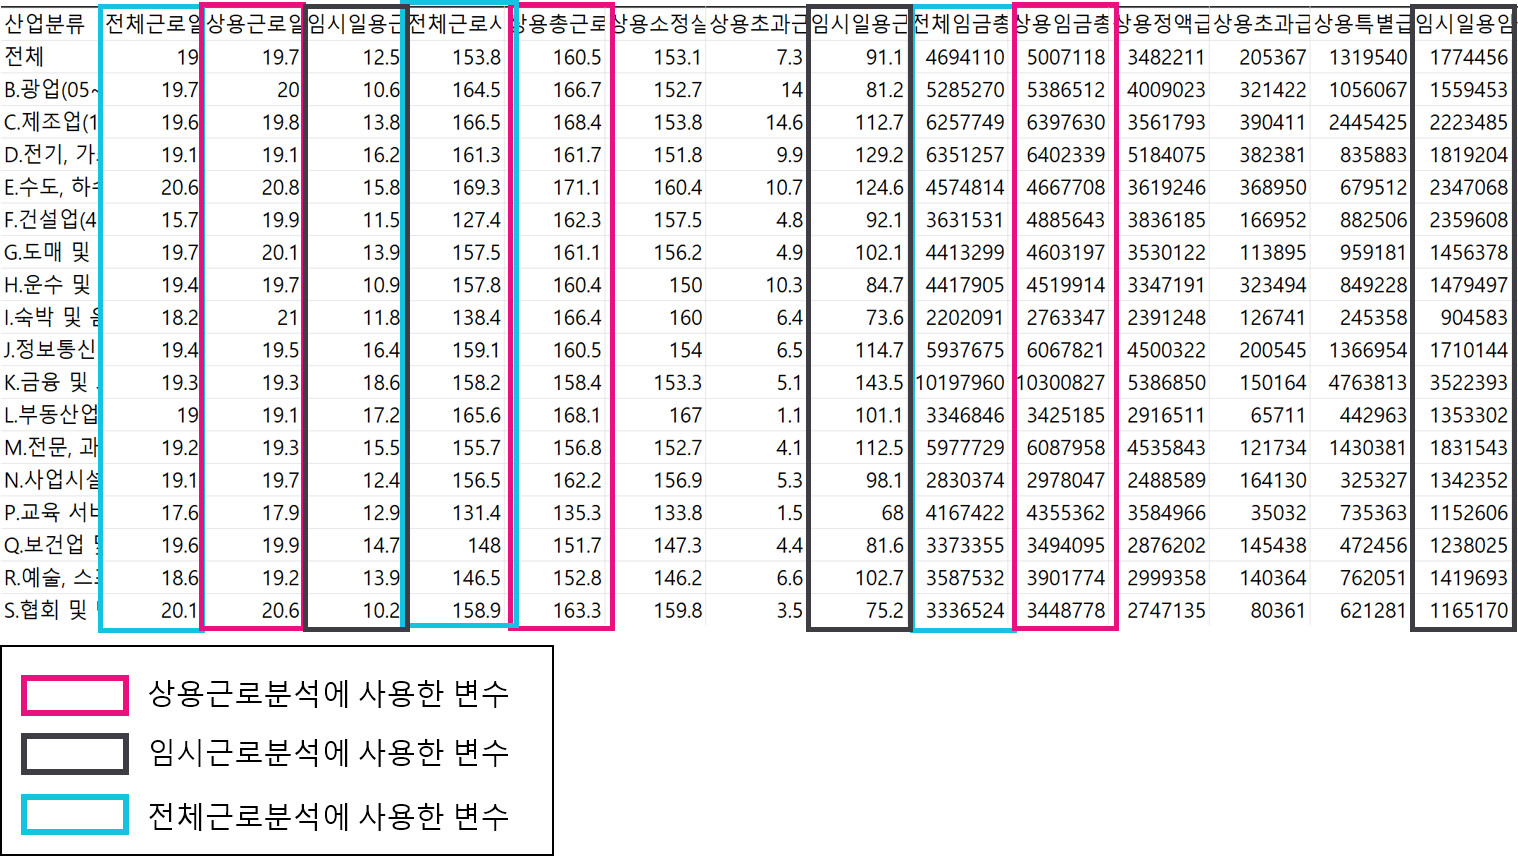 산업분류 전체근로일 상용근로일 임시일용근 전체근로시 상용총근로 상용소정실 상용초과근 임시일용근 전체임금총 상용임금총 상용정액급 상용초과급 상용특별급 임시일용임
전체 19 19.7 12.5 153.8 160.5 153.1 7.3 91.1 4694110 5007118 3482211 205367 1319540 1774456
B.광업(05~ 19.7 20 10.6 164.5 166.7 152.7 14 81.2 5285270 5386512 4009023 321422 1056067 1559453
C.제조업(1 19.6 19.8 13.8 166.5 168.4 153.8 14.6 112.7 6257749 6397630 3561793 390411 2445425 2223485
D.전기, 가 19.1 19.1 16.2 161.3 161.7 151.8 9.9 129.2 6351257 6402339 5184075 382381 835883 1819204
E.수도, 하수 20.6 20.8 15.8 169.3 171.1 160.4 10.7 124.6 4574814 4667708 3619246 368950 679512 2347068
F.건설업(4 15.7 19.9 11.5 127.4 162.3 157.5 4.8 92.1 3631531 4885643 3836185 166952 882506 2359608
G.도매 및 19.7 20.1 13.9 157.5 161.1 156.2 4.9 102.1 4413299 4603197 3530122 113895 959181 1456378
H.운수 및 19.4 19.7 10.9 157.8 160.4 150 10.3 84.7 4417905 4519914 3347191 323494 849228 1479497
I.숙박 및 음 18.2 21 11.8 138.4 166.4 160 6.4 73.6 2202091 2763347 2391248 126741 245358 904583
J.정보통신 19.4 19.5 16.4 159.1 160.5 154 6.5 114.7 5937675 6067821 4500322 200545 1366954 1710144
K.금융 및 19.3 19.3 18.6 158.2 158.4 153.3 5.1 143.5 10197960 10300827 5386850 150164 4763813 3522393
L.부동산업 19 19.1 17.2 165.6 168.1 167 1.1 101.1 3346846 3425185 2916511 65711 442963 1353302
M.전문, 과 19.2 19.3 15.5 155.7 156.8 152.7 4.1 112.5 5977729 6087958 4535843 121734 1430381 1831543
N.사업시설 19.1 19.7 12.4 156.5 162.2 156.9 5.3 98.1 2830374 2978047 2488589 164130 325327 1342352
P.교육 서비 17.6 17.9 12.9 131.4 135.3 133.8 1.5 68 4167422 4355362 3584966 35032 735363 1152606
Q.보건업 및 19.6 19.9 14.7 148 151.7 147.3 4.4 81.6 3373355 3494095 2876202 145438 472456 1238025
R.예술, 스포 18.6 19.2 13.9 146.5 152.8 146.2 6.6 102.7 3587532 3901774 2999358 140364 762051 1419693
S.협회 및 20.1 20.6 10.2 158.9 163.3 159.8 3.5 75.2 3336524 3448778 2747135 80361 621281 1165170
상용근로분석에 사용한 변수
임시근로분석에 사용한 변수
전체근로분석에 사용한 변수